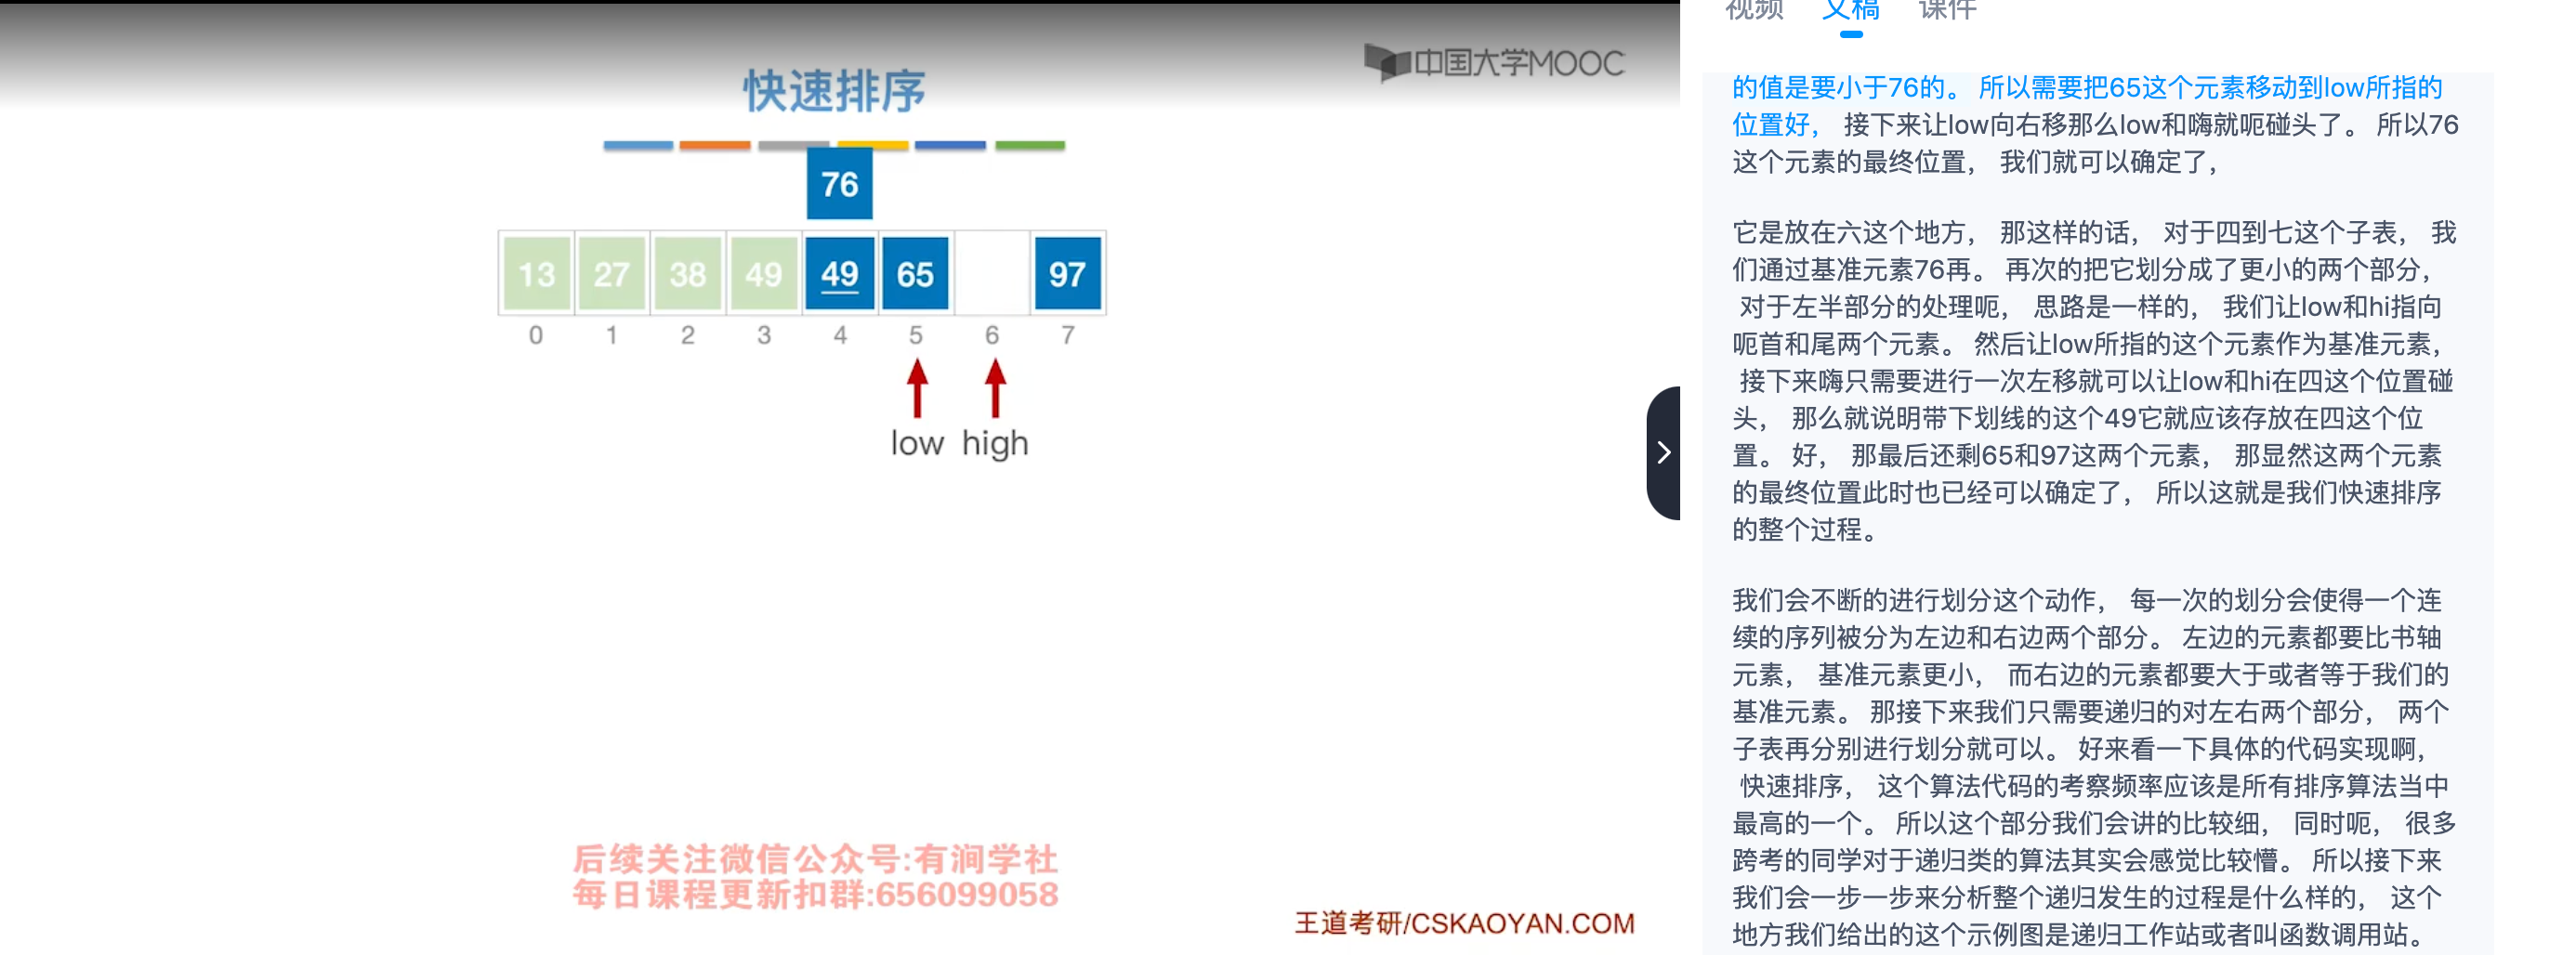 快速排序
中国大学MOOC
76
13 27 38 49 49 65 97
0 1 2 3 4 5 6 7
low high
后续关注微信公众号:有涧学社
每日课程更新扣群:656099058
王道考研/CSKAOYAN.COM
视频 文稿 课件
的值是要小于76的。 所以需要把65这个元素移动到low所指的
位置好， 接下来让low向右移那么low和嗨就呃碰头了。 所以76
这个元素的最终位置， 我们就可以确定了，
它是放在六这个地方， 那这样的话， 对于四到七这个子表， 我
们通过基准元素76再。 再次的把它划分成了更小的两个部分，
对于左半部分的处理呃， 思路是一样的， 我们让low和hi指向
呃首和尾两个元素。 然后让low所指的这个元素作为基准元素，
接下来嗨只需要进行一次左移就可以让low和hi在四这个位置碰
头， 那么就说明带下划线的这个49它就应该存放在四这个位
置。 好， 那最后还剩65和97这两个元素， 那显然这两个元素
的最终位置此时也已经可以确定了， 所以这就是我们快速排序
的整个过程。
我们会不断的进行划分这个动作， 每一次的划分会使得一个连
续的序列被分为左边和右边两个部分。 左边的元素都要比书轴
元素， 基准元素更小， 而右边的元素都要大于或者等于我们的
基准元素。 那接下来我们只需要递归的对左右两个部分， 两个
子表再分别进行划分就可以。 好来看一下具体的代码实现啊，
快速排序， 这个算法代码的考察频率应该是所有排序算法当中
最高的一个。 所以这个部分我们会讲的比较细， 同时呃， 很多
跨考的同学对于递归类的算法其实会感觉比较懵。 所以接下来
我们会一步一步来分析整个递归发生的过程是什么样的， 这个
地方我们给出的这个示例图是递归工作站或者叫函数调用站。